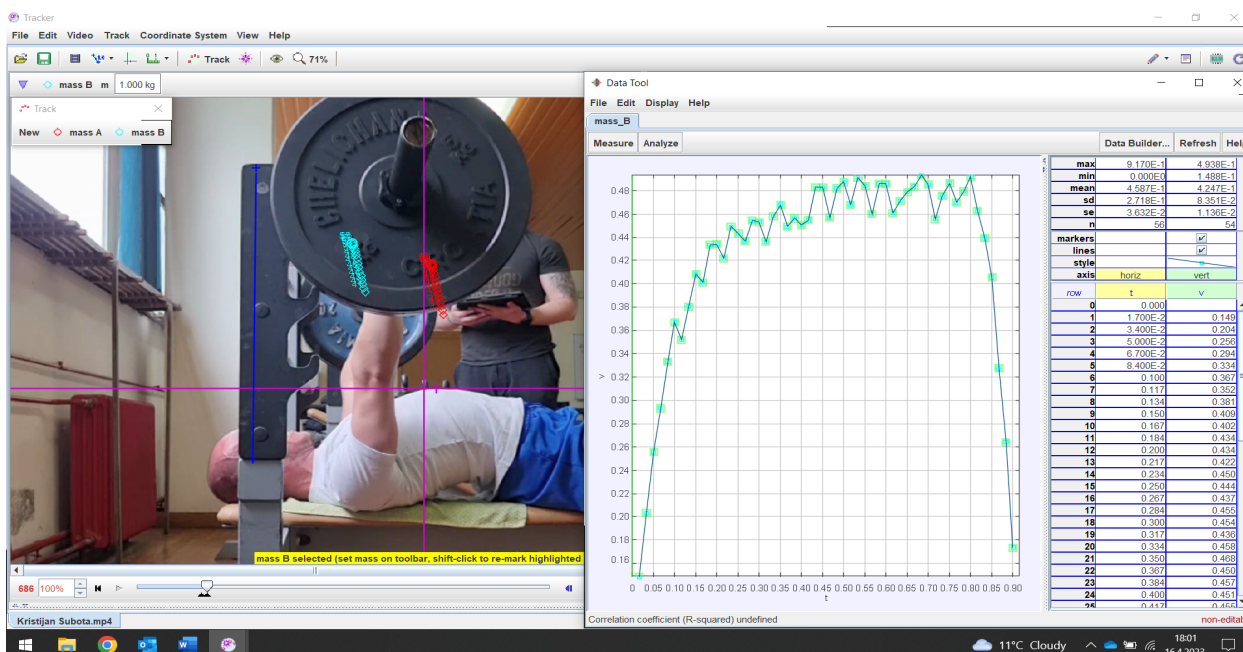 Tracker
File Edit Video Track Coordinate System View Help
Track 71%
mass B m 1.000 kg
Track
New mass A mass B
CHELLISHANA
mass B selected (set mass on toolbar, shift-click to re-mark highlighted
686 100%
Kristijan Subota.mp4
Data Tool
File Edit Display Help
mass_B
Measure Analyze
Data Builder... Refresh Help
0.48
0.46
0.44
0.42
0.40
0.38
0.36
0.34
> 0.32
0.30
0.28
0.26
0.24
0.22
0.20
0.18
0.16
0 0.05 0.10 0.15 0.20 0.25 0.30 0.35 0.40 0.45 0.50 0.55 0.60 0.65 0.70 0.75 0.80 0.85 0.90
t
max 9.170E-1 4.938E-1
min 0.000E0 1.488E-1
mean 4.587E-1 4.247E-1
sd 2.718E-1 8.351E-2
se 3.632E-2 1.136E-2
n 56 54
markers
lines
style
axis horiz vert
row t v
0 0.000
1 1.700E-2 0.149
2 3.400E-2 0.204
3 5.000E-2 0.256
4 6.700E-2 0.294
5 8.400E-2 0.334
6 0.100 0.367
7 0.117 0.352
8 0.134 0.381
9 0.150 0.409
10 0.167 0.402
11 0.184 0.434
12 0.200 0.434
13 0.217 0.422
14 0.234 0.450
15 0.250 0.444
16 0.267 0.437
17 0.284 0.455
18 0.300 0.454
19 0.317 0.436
20 0.334 0.458
21 0.350 0.468
22 0.367 0.450
23 0.384 0.457
24 0.400 0.451
25 0.417 0.456
Correlation coefficient (R-squared) undefined
non-editab
11°C Cloudy
18:01
16.4.2023